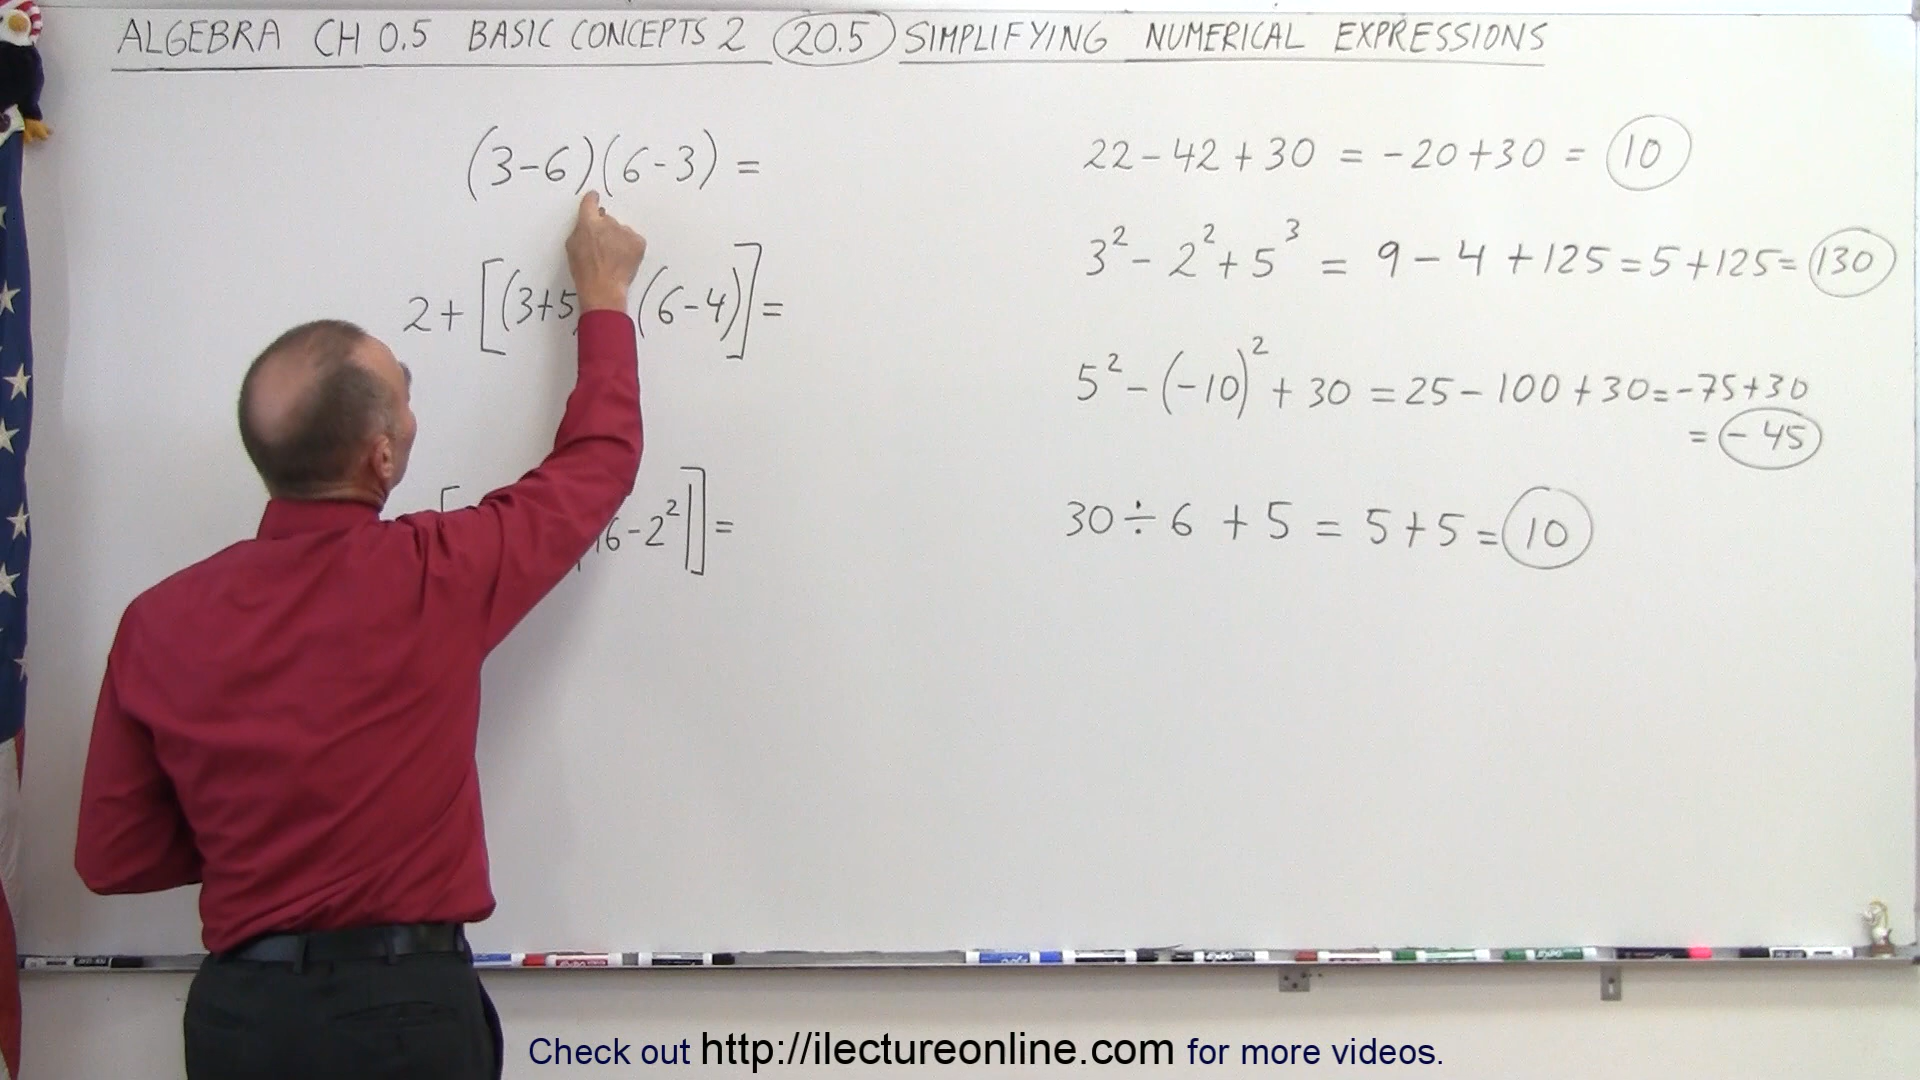 ALGEBRA CH 0.5 BASIC CONCEPTS 2 20.5 SIMPLIFYING NUMERICAL EXPRESSIONS
(3-6)(6-3) =
2+[(3+5 (6-4)]=
6-2²]]=
22-42+30 = -20+30 = 10
3²-2²+5³ = 9-4+125=5+125=130
5²-(-10)²+30=25-100+30=-75+30
=-45
30÷6 +5 = 5+5=10
Check out http://ilectureonline.com for more videos.